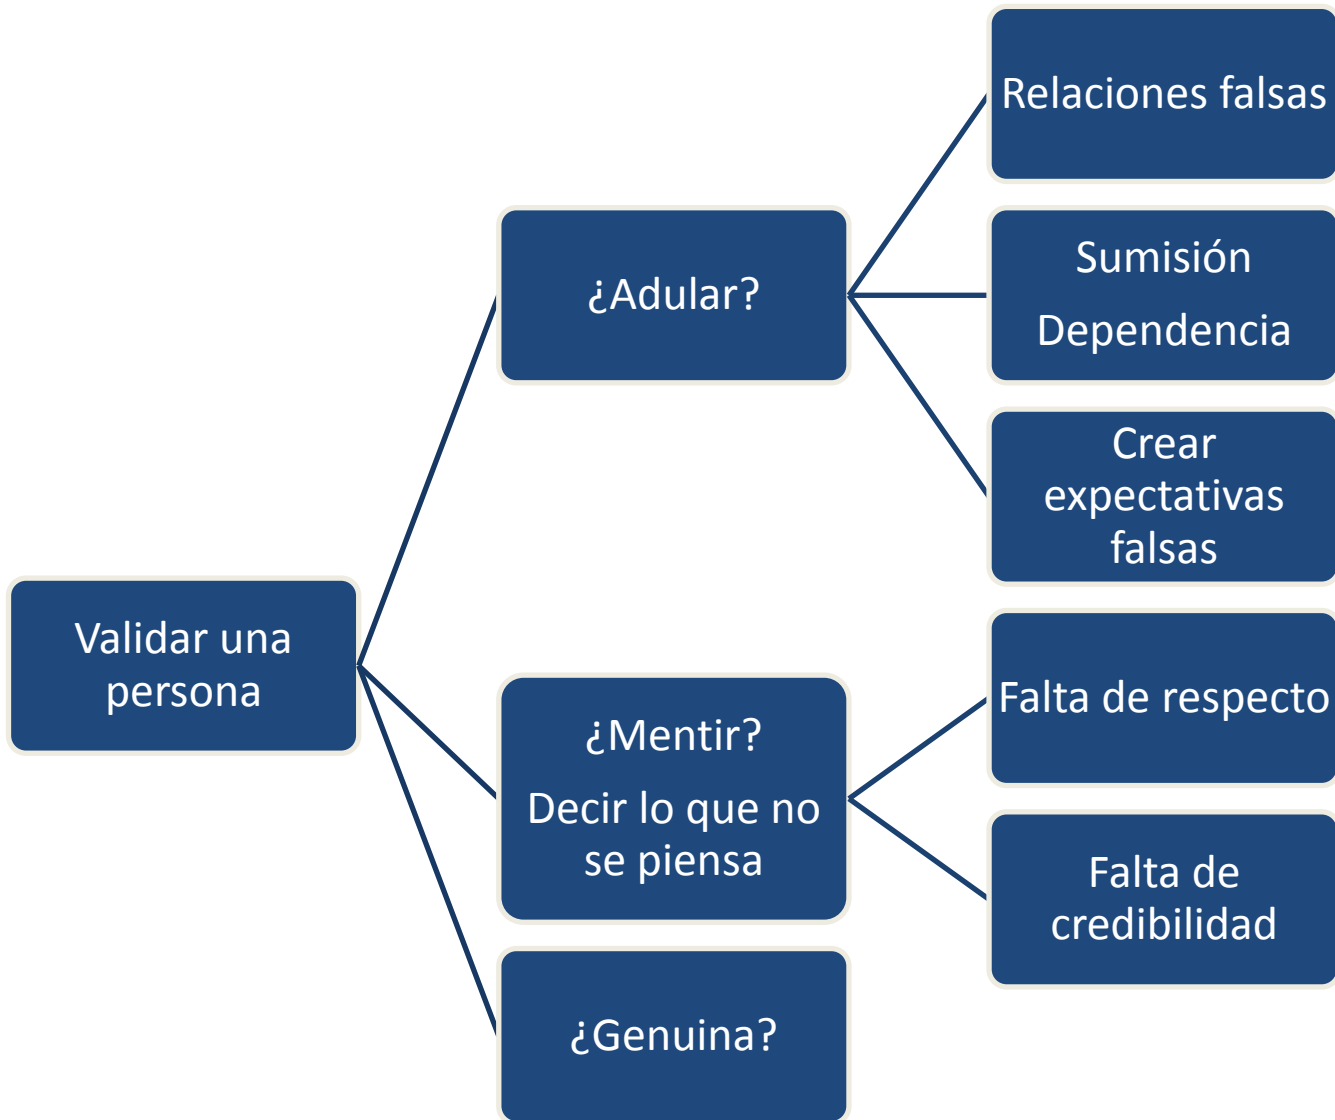 Validar una
persona
¿Adular?
Relaciones falsas
Sumisión
Dependencia
Crear
expectativas
falsas
¿Mentir?
Decir lo que no
se piensa
Falta de respecto
Falta de
credibilidad
¿Genuina?